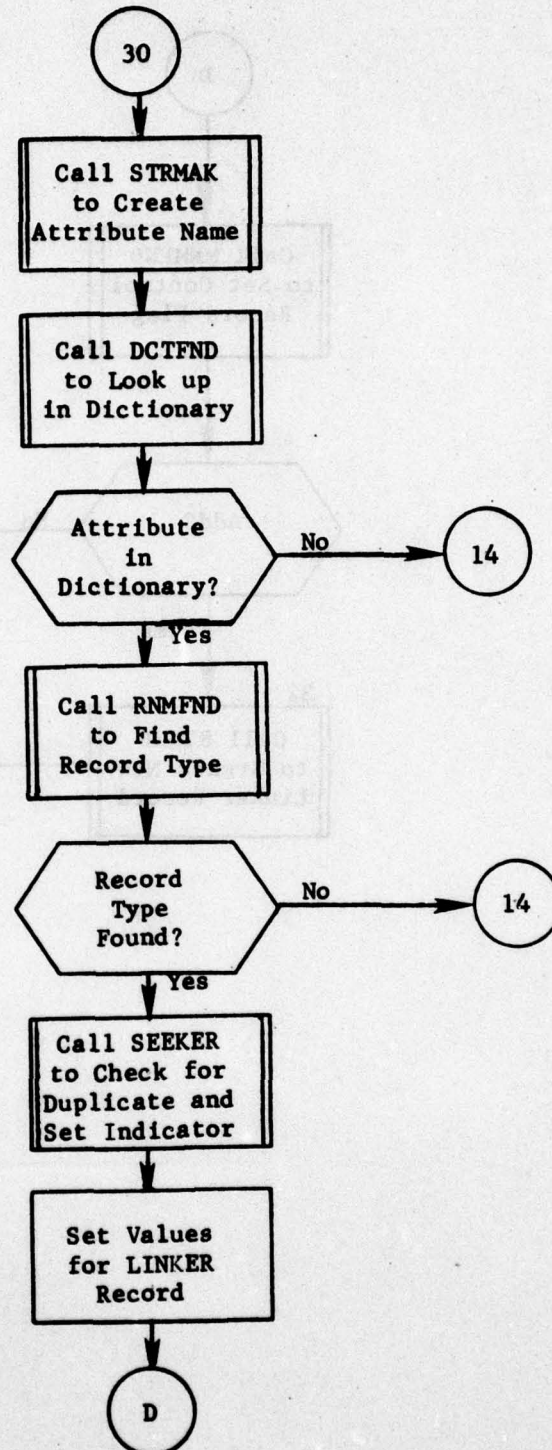 30
Call STRMAK
to Create
Attribute Name
Call DCTFND
to Look up
in Dictionary
Attribute
in
Dictionary?
No
14
Yes
Call RNMFND
to Find
Record Type
Record
Type
Found?
No
14
Yes
Call SEEKER
to Check for
Duplicate and
Set Indicator
Set Values
for LINKER
Record
D